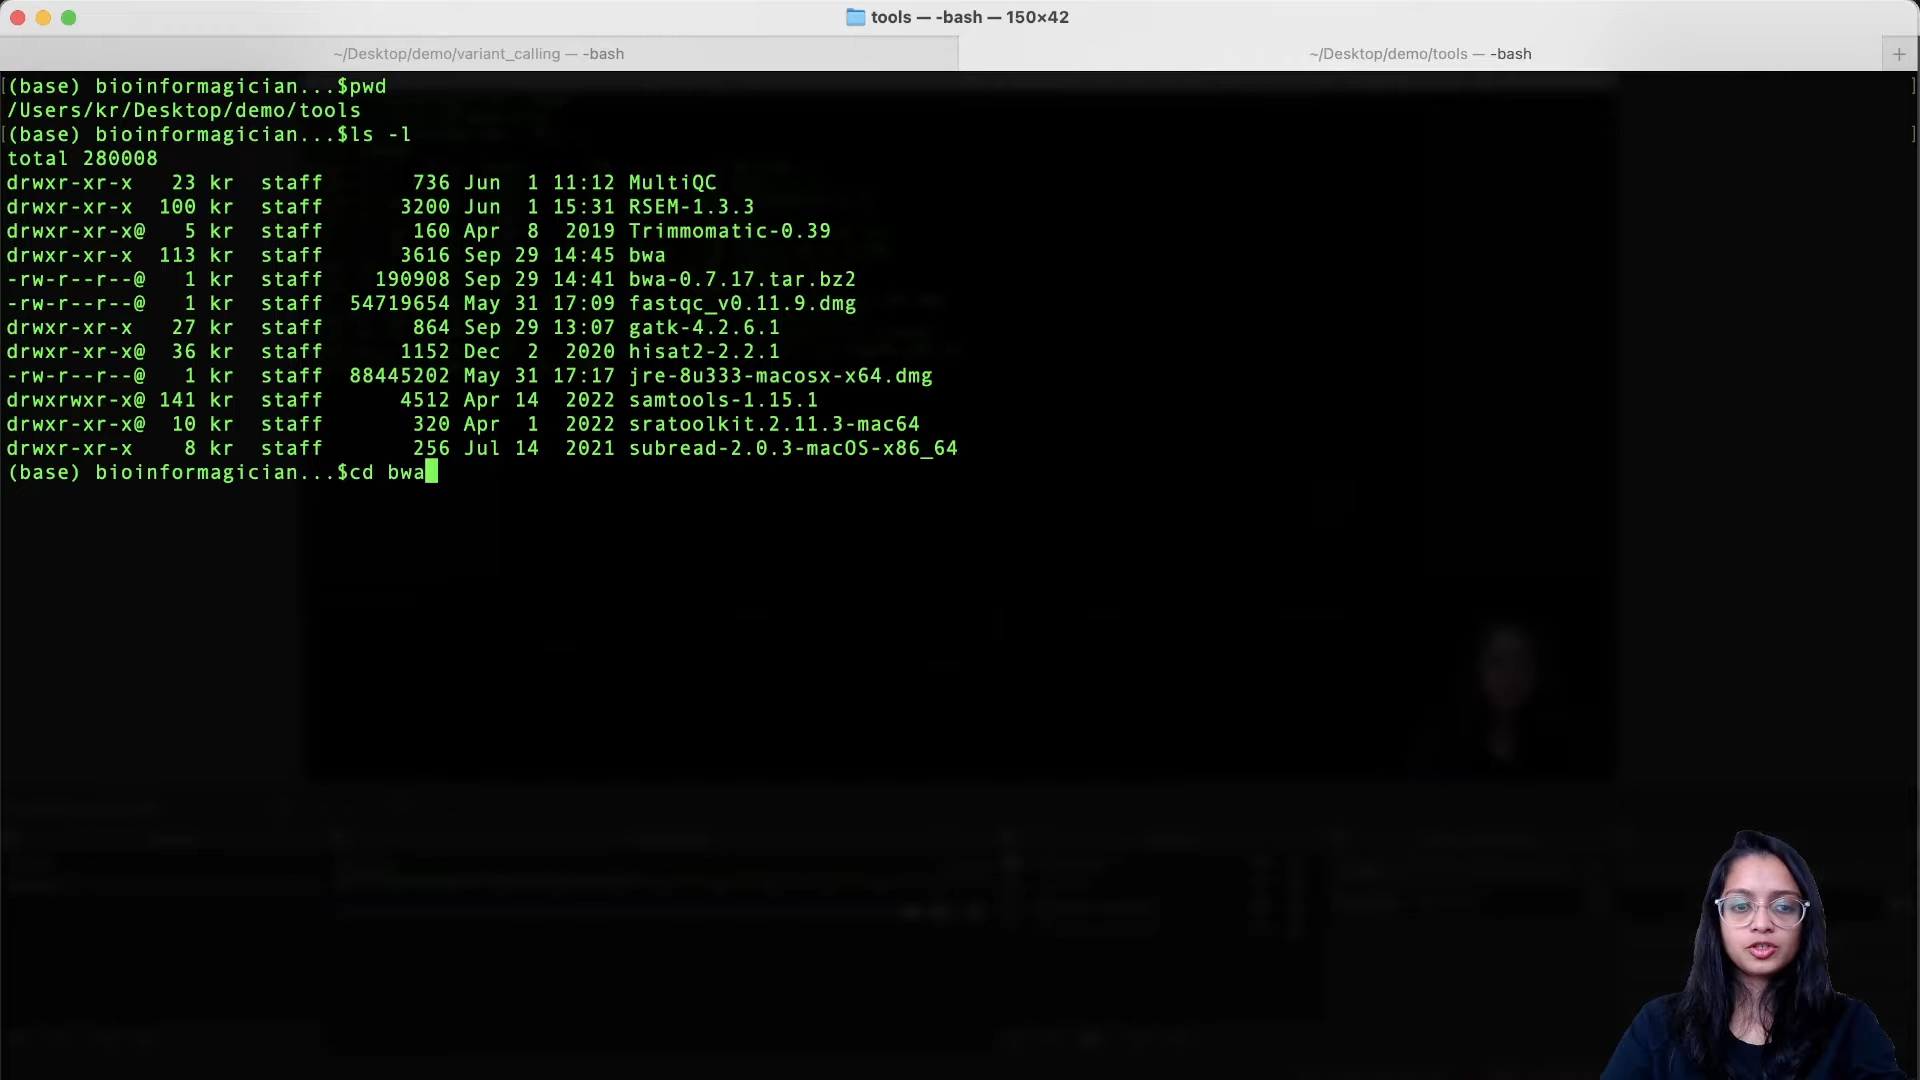 tools — -bash — 150×42
~/Desktop/demo/variant_calling — -bash
~/Desktop/demo/tools — -bash
+
[(base) bioinformagician...$pwd ]
/Users/kr/Desktop/demo/tools
[(base) bioinformagician...$ls -l ]
total 280008
drwxr-xr-x   23 kr  staff       736 Jun  1 11:12 MultiQC
drwxr-xr-x  100 kr  staff      3200 Jun  1 15:31 RSEM-1.3.3
drwxr-xr-x@   5 kr  staff       160 Apr  8  2019 Trimmomatic-0.39
drwxr-xr-x  113 kr  staff      3616 Sep 29 14:45 bwa
-rw-r--r--@   1 kr  staff    190908 Sep 29 14:41 bwa-0.7.17.tar.bz2
-rw-r--r--@   1 kr  staff  54719654 May 31 17:09 fastqc_v0.11.9.dmg
drwxr-xr-x   27 kr  staff       864 Sep 29 13:07 gatk-4.2.6.1
drwxr-xr-x@  36 kr  staff      1152 Dec  2  2020 hisat2-2.2.1
-rw-r--r--@   1 kr  staff  88445202 May 31 17:17 jre-8u333-macosx-x64.dmg
drwxrwxr-x@ 141 kr  staff      4512 Apr 14  2022 samtools-1.15.1
drwxr-xr-x@  10 kr  staff       320 Apr  1  2022 sratoolkit.2.11.3-mac64
drwxr-xr-x    8 kr  staff       256 Jul 14  2021 subread-2.0.3-macOS-x86_64
(base) bioinformagician...$cd bwa